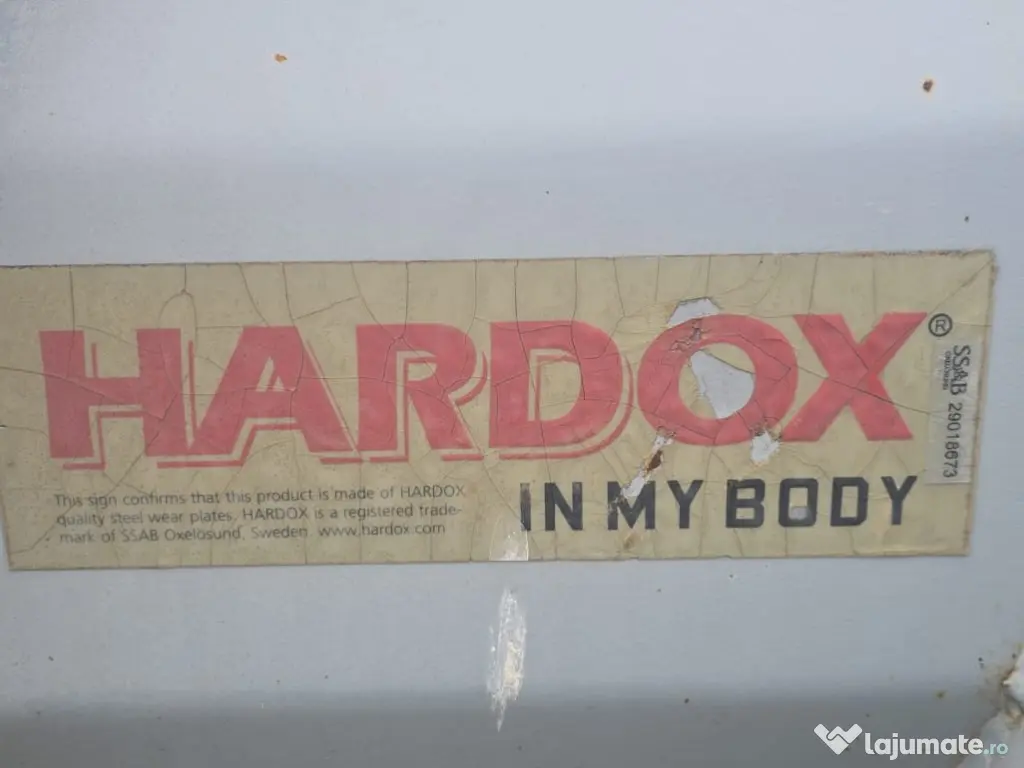 HARDOX®
SSAB 29018673
OXELÖSUND
IN MY BODY
This sign confirms that this product is made of HARDOX
quality steel wear plates. HARDOX is a registered trade-
mark of SSAB Oxelösund, Sweden. www.hardox.com
lajumate.ro